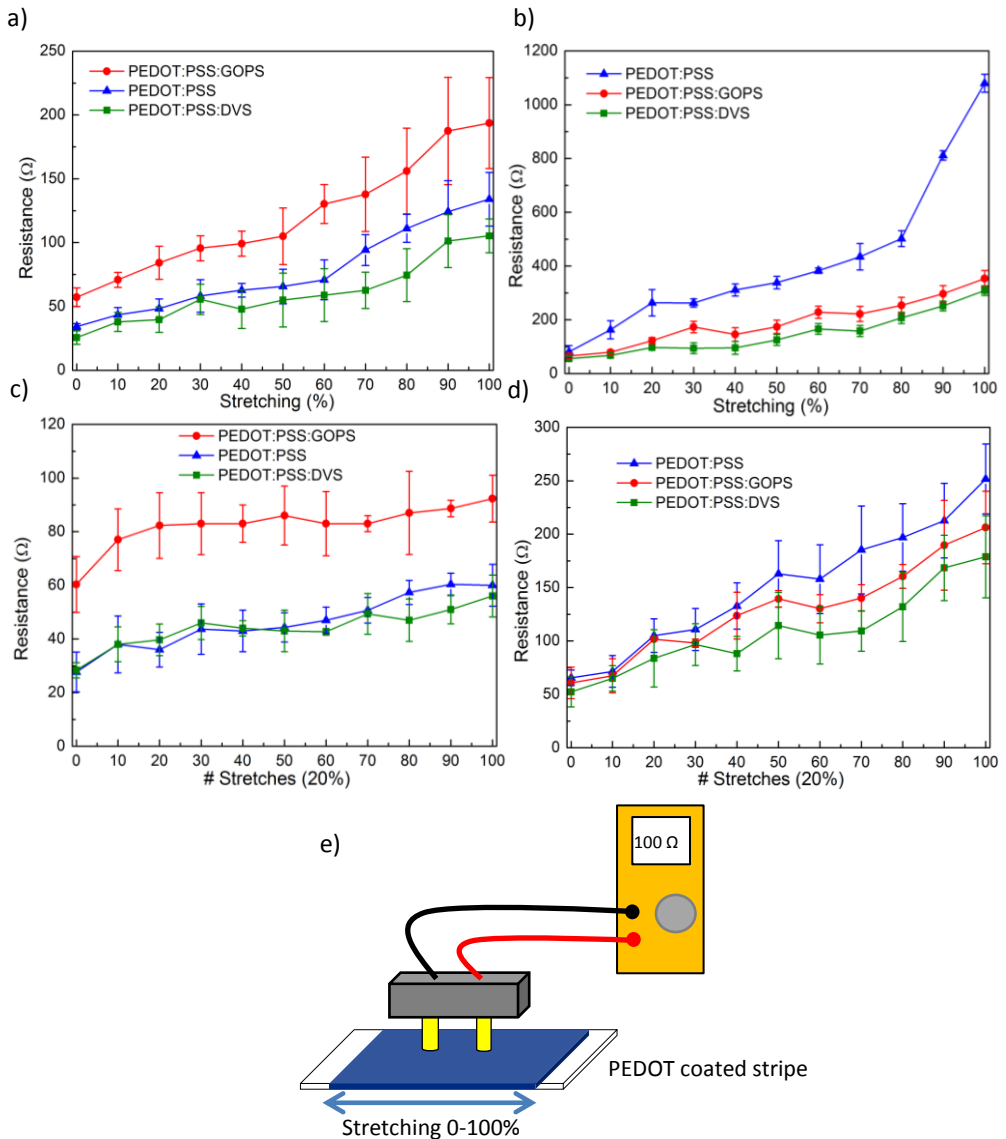 a)
250
200
150
100
50
0
Resistance (Ω)
PEDOT:PSS:GOPS
PEDOT:PSS
PEDOT:PSS:DVS
0 10 20 30 40 50 60 70 80 90 100
Stretching (%)
b)
1200
1000
800
600
400
200
0
Resistance (Ω)
PEDOT:PSS
PEDOT:PSS:GOPS
PEDOT:PSS:DVS
0 10 20 30 40 50 60 70 80 90 100
Stretching (%)
c)
120
100
80
60
40
20
0
Resistance (Ω)
PEDOT:PSS:GOPS
PEDOT:PSS
PEDOT:PSS:DVS
0 10 20 30 40 50 60 70 80 90 100
# Stretches (20%)
d)
300
250
200
150
100
50
0
Resistance (Ω)
PEDOT:PSS
PEDOT:PSS:GOPS
PEDOT:PSS:DVS
0 10 20 30 40 50 60 70 80 90 100
# Stretches (20%)
e)
100 Ω
PEDOT coated stripe
Stretching 0-100%